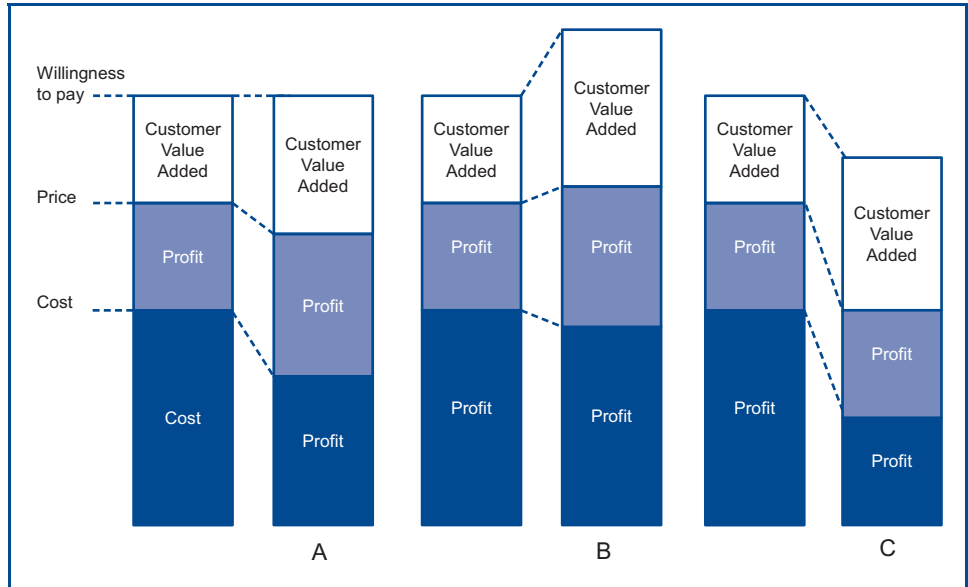 Willingness
to pay
Price
Cost
Customer
Value
Added
Profit
Cost
Customer
Value
Added
Profit
Profit
A
Customer
Value
Added
Profit
Profit
Customer
Value
Added
Profit
Profit
B
Customer
Value
Added
Profit
Profit
Customer
Value
Added
Profit
Profit
C